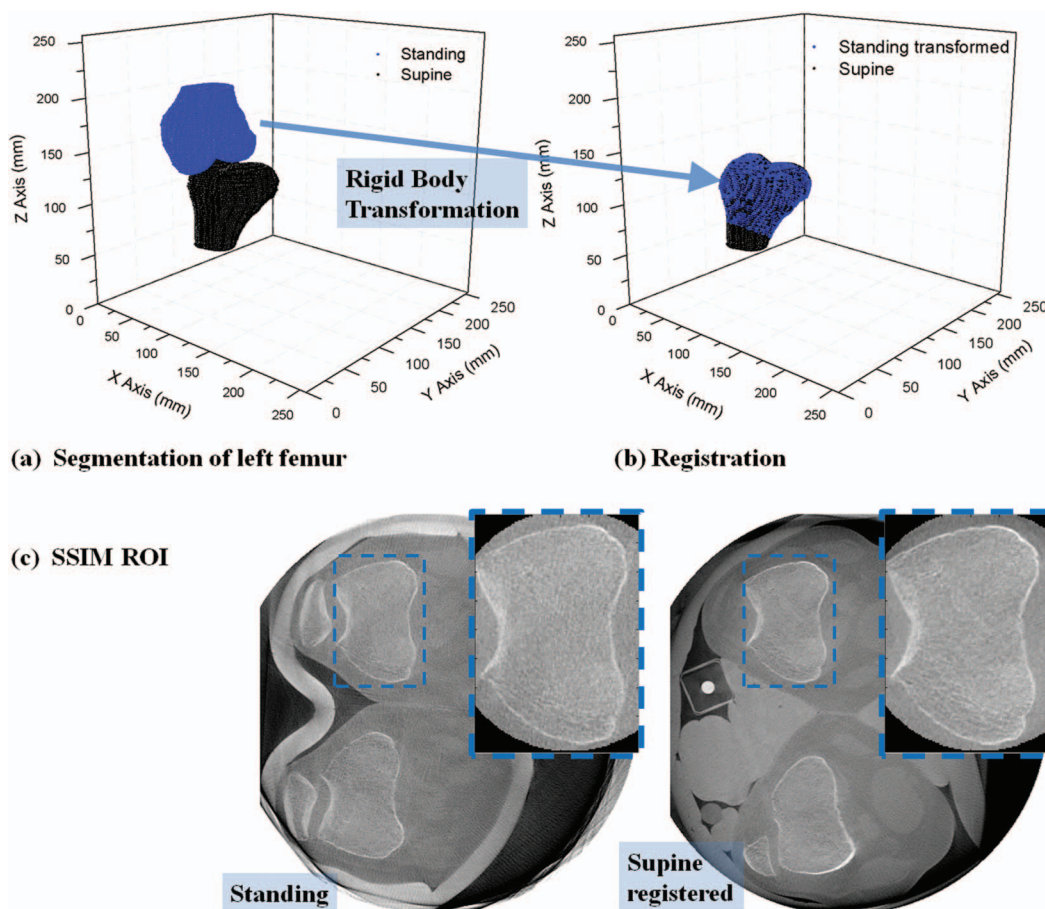 250
200
150
100
50
0
Z Axis (mm)
0
50
100
150
200
250
X Axis (mm)
0
50
100
150
200
250
Y Axis (mm)
Standing
Supine
Rigid Body
Transformation
250
200
150
100
50
0
Z Axis (mm)
0
50
100
150
200
250
X Axis (mm)
0
50
100
150
200
250
Y Axis (mm)
Standing transformed
Supine
(a) Segmentation of left femur
(b) Registration
(c) SSIM ROI
Standing
Supine
registered